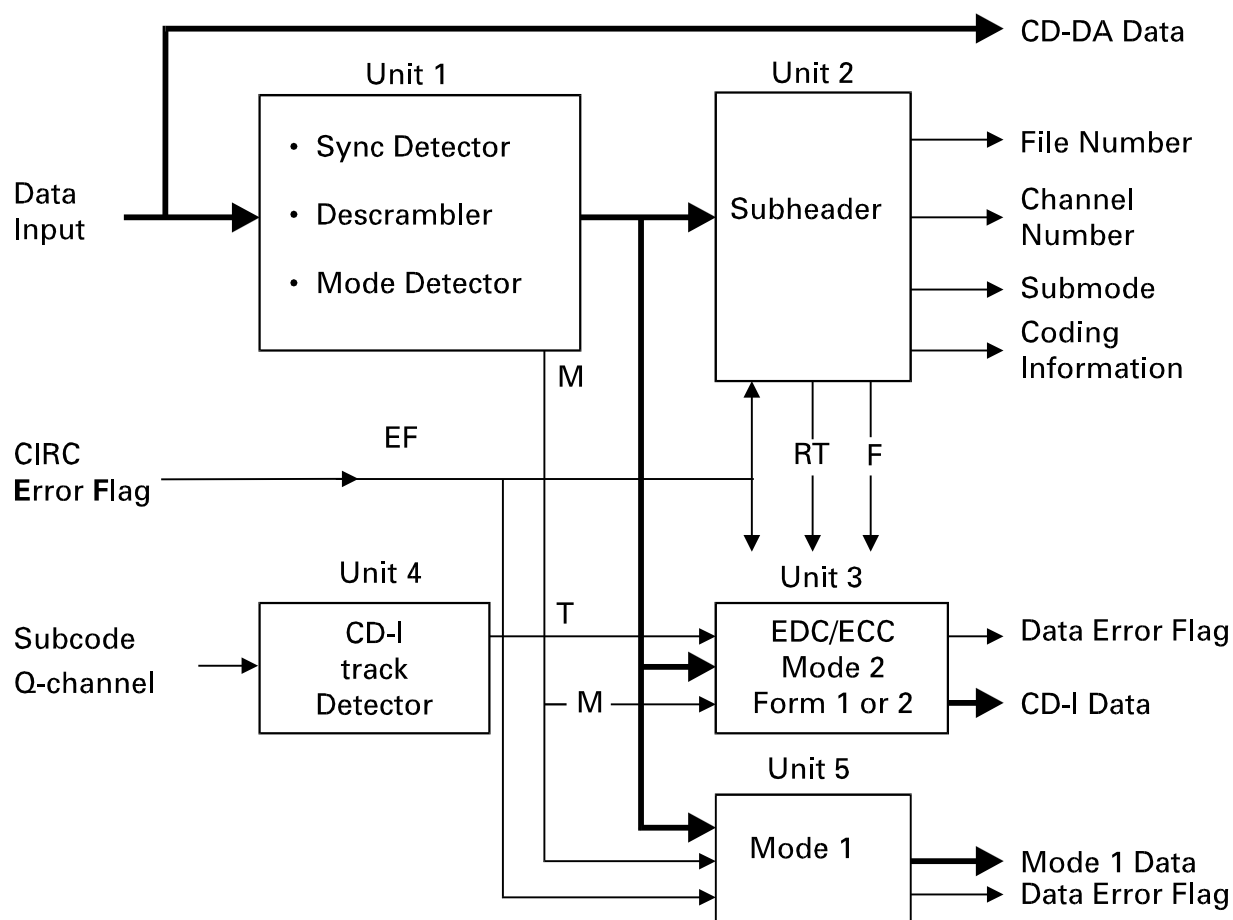 CD-DA Data
Unit 1
Unit 2
• Sync Detector
• Descrambler
• Mode Detector
Data
Input
Subheader
File Number
Channel
Number
Submode
Coding
Information
M
EF
CIRC
Error Flag
RT
F
Unit 4
Unit 3
Subcode
Q-channel
CD-I
track
Detector
T
M
EDC/ECC
Mode 2
Form 1 or 2
Data Error Flag
CD-I Data
Unit 5
Mode 1
Mode 1 Data
Data Error Flag